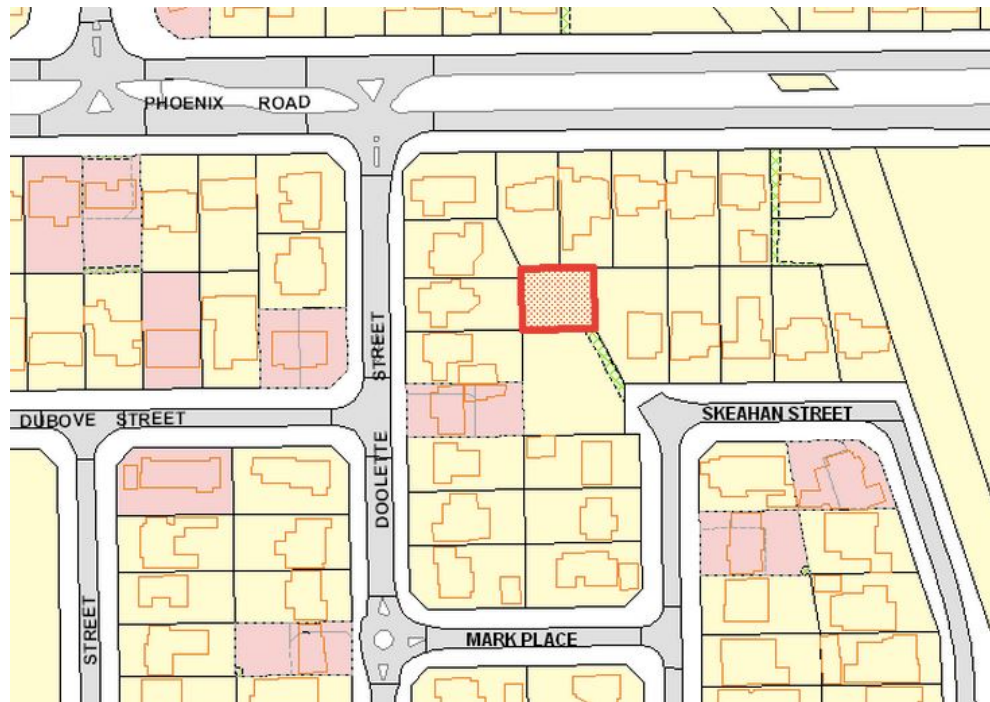 PHOENIX ROAD
STREET
DOOLETTE
DUBOVE STREET
SKEAHAN STREET
STREET
MARK PLACE